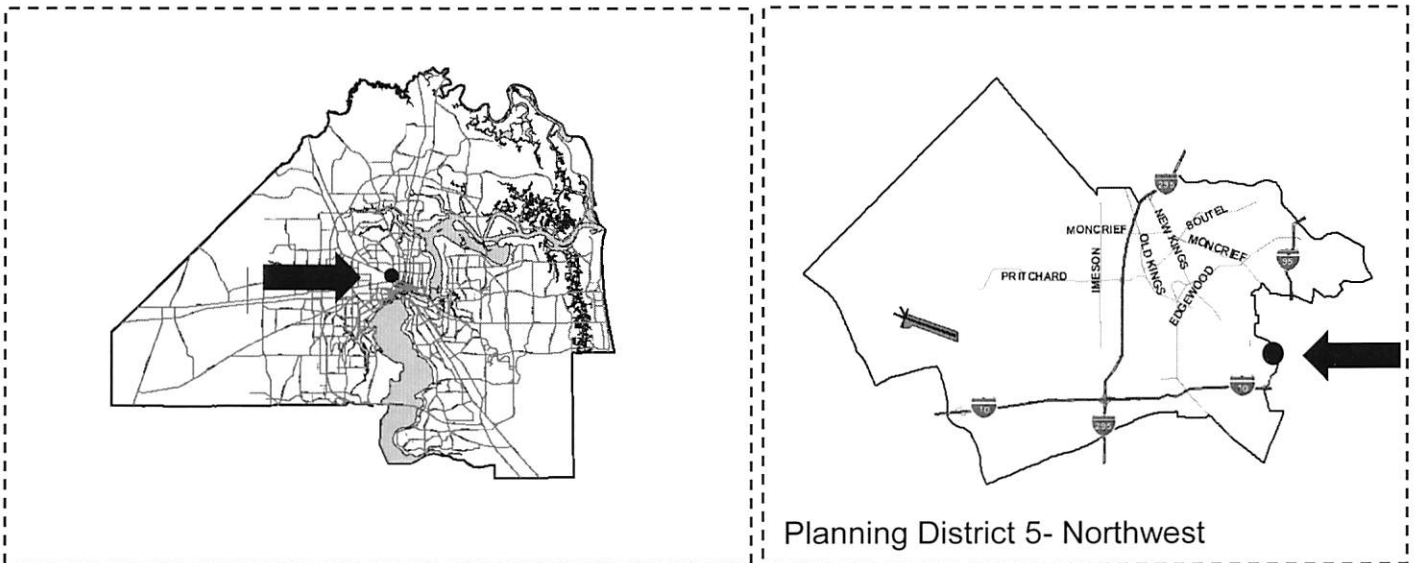 295
BOUTEL
MONCRIEF
NEW KINGS
MONCRIEF
95
OLD KINGS
IMESON
PRITCHARD
EDGEWOOD
10
10
295
Planning District 5- Northwest